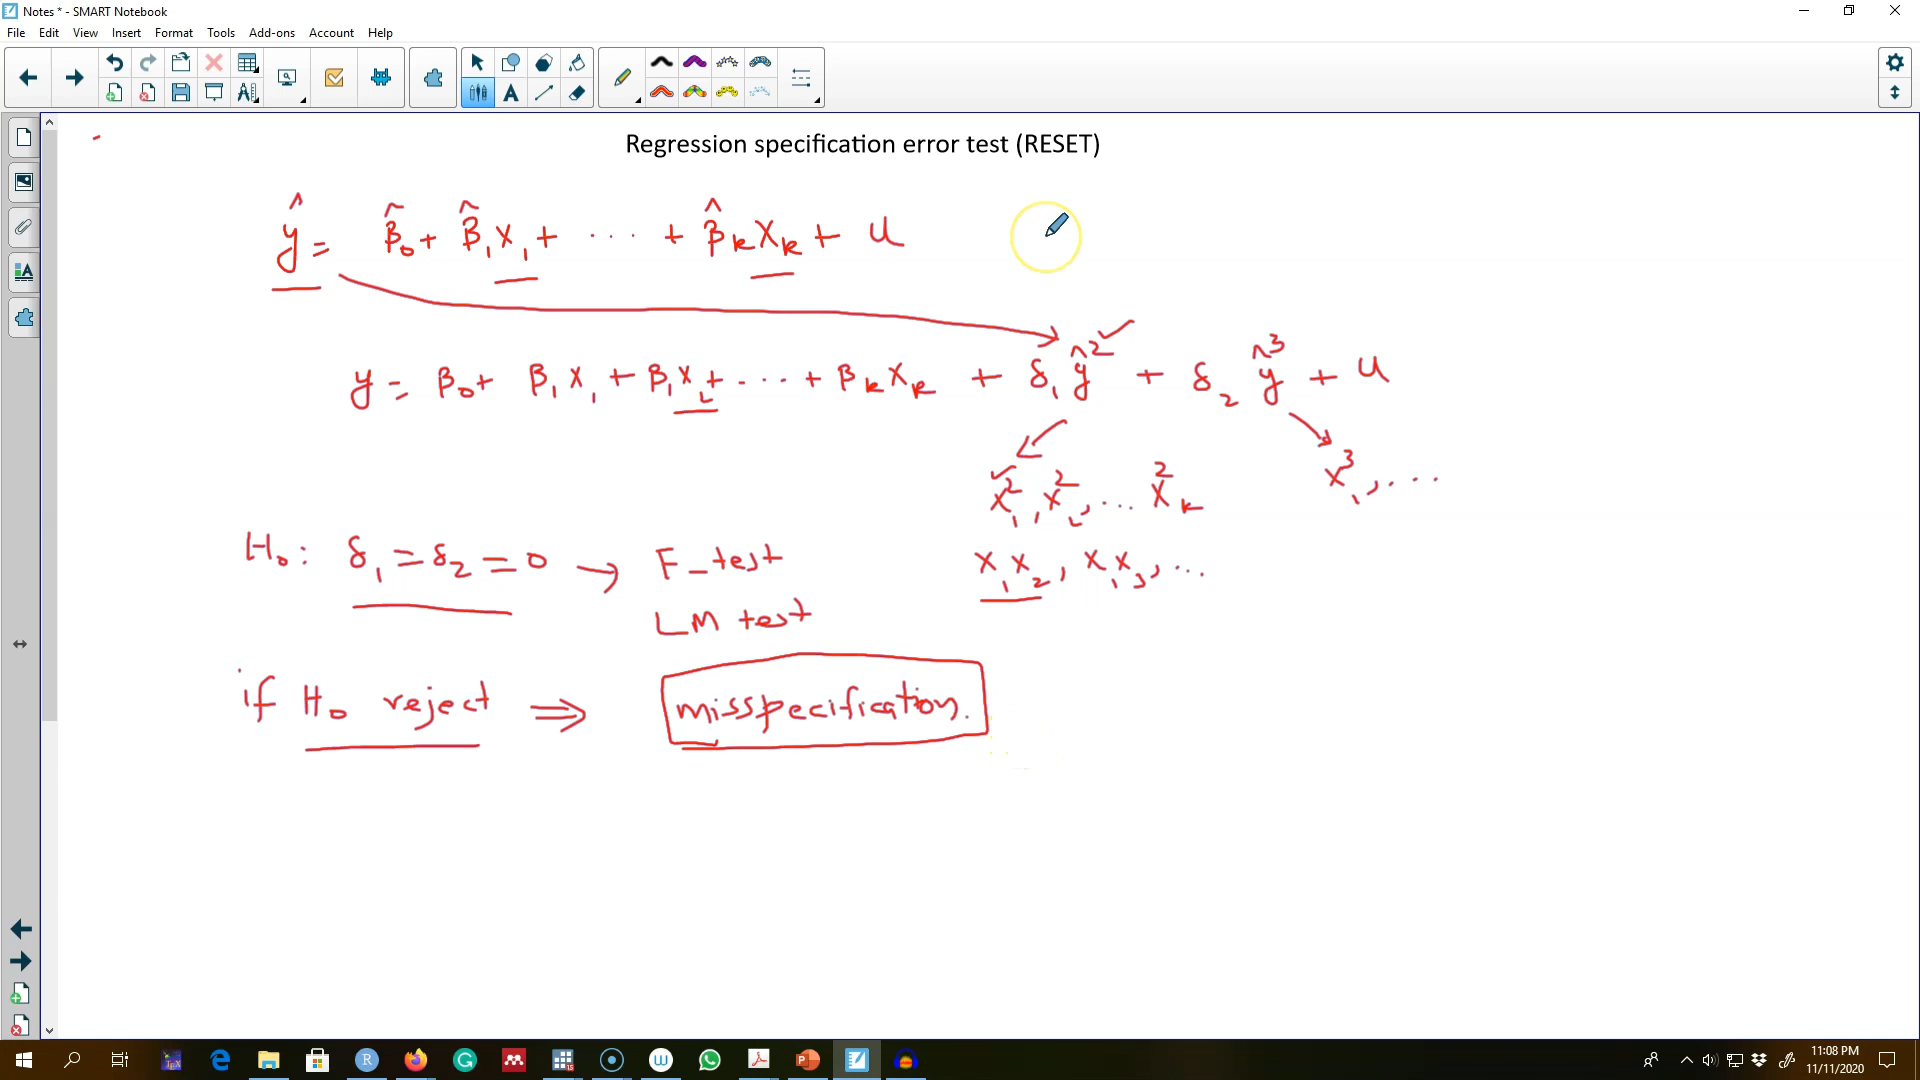 Notes * - SMART Notebook
File Edit View Insert Format Tools Add-ons Account Help
Regression specification error test (RESET)
ŷ = β̂₀ + β̂₁x₁ + ... + β̂ₖxₖ + u
y = β₀ + β₁x₁ + β₁x₂ + ... + βₖxₖ + δ₁ŷ² + δ₂ŷ³ + u
x₁², x₂², ... xₖ²
x₁³, ...
H₀: δ₁ = δ₂ = 0 → F_test
x₁x₂, x₁x₃, ...
LM test
if H₀ reject ⇒ misspecification.
11:08 PM
11/11/2020